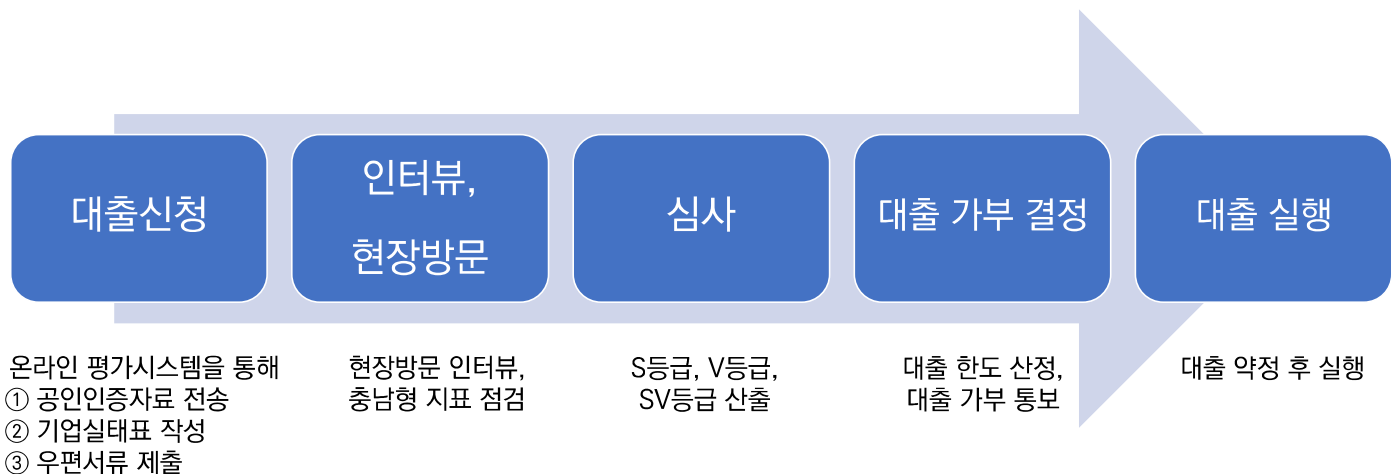 대출신청
인터뷰,
현장방문
심사
대출 가부 결정
대출 실행
온라인 평가시스템을 통해
① 공인인증자료 전송
② 기업실태표 작성
③ 우편서류 제출
현장방문 인터뷰,
충남형 지표 점검
S등급, V등급,
SV등급 산출
대출 한도 산정,
대출 가부 통보
대출 약정 후 실행